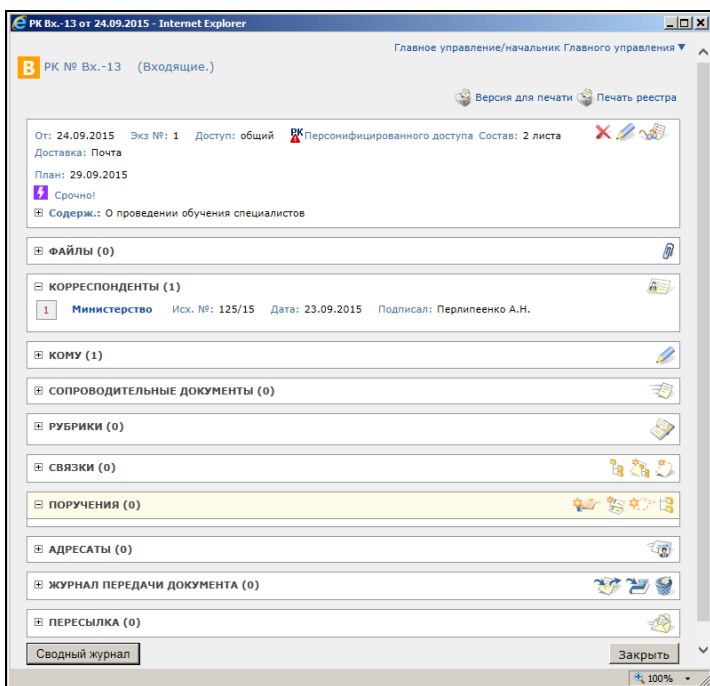 РК Вх.-13 от 24.09.2015 - Internet Explorer
Главное управление/начальник Главного управления ▼
В РК № Вх.-13 (Входящие.)
Версия для печати Печать реестра
От: 24.09.2015 Экз №: 1 Доступ: общий РК Персонифицированного доступа Состав: 2 листа
Доставка: Почта
План: 29.09.2015
Срочно!
Содерж.: О проведении обучения специалистов
ФАЙЛЫ (0)
КОРРЕСПОНДЕНТЫ (1)
1 Министерство Исх. №: 125/15 Дата: 23.09.2015 Подписал: Перлипеенко А.Н.
КОМУ (1)
СОПРОВОДИТЕЛЬНЫЕ ДОКУМЕНТЫ (0)
РУБРИКИ (0)
СВЯЗКИ (0)
ПОРУЧЕНИЯ (0)
АДРЕСАТЫ (0)
ЖУРНАЛ ПЕРЕДАЧИ ДОКУМЕНТА (0)
ПЕРЕСЫЛКА (0)
Сводный журнал Закрыть
100%